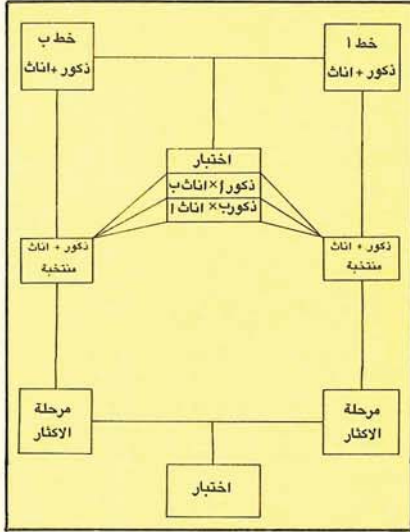 خط ا
ذكور + اناث
خط ب
ذكور + اناث
اختبار
ذكور ا × اناث ب
ذكور ب × اناث ا
ذكور + اناث
منتخبة
ذكور + اناث
منتخبة
مرحلة
الاكثار
مرحلة
الاكثار
اختبار